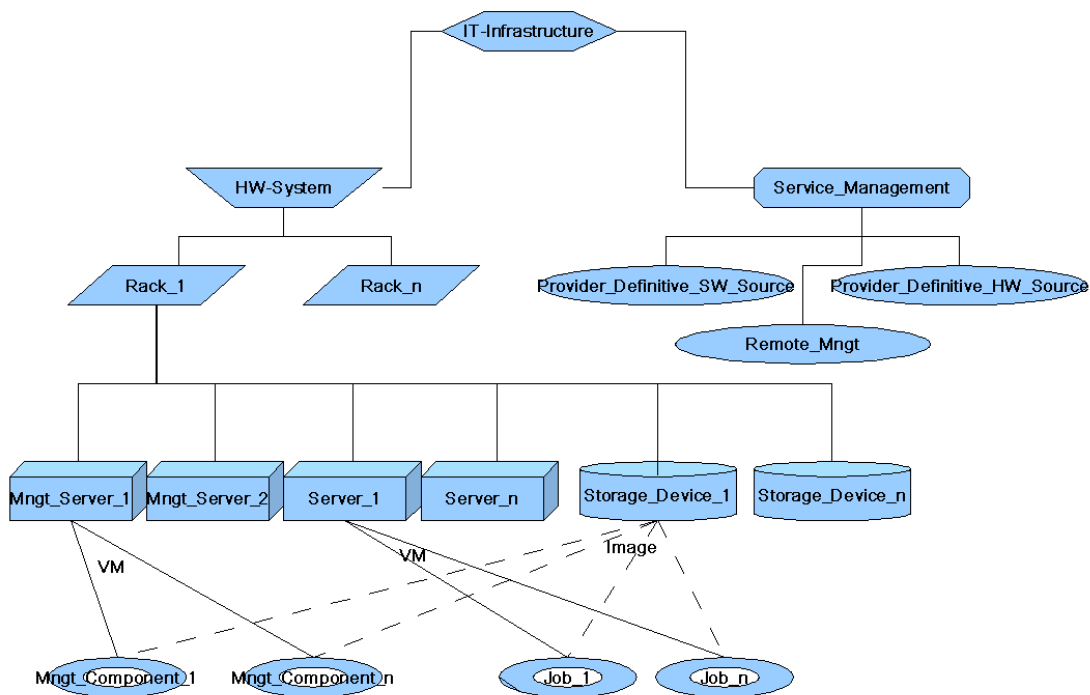 IT-Infrastructure
HW-System
Service_Management
Rack_1
Rack_n
Provider_Definitive_SW_Source
Provider_Definitive_HW_Source
Remote_Mngt
Mngt_Server_1
Mngt_Server_2
Server_1
Server_n
Storage_Device_1
Storage_Device_n
VM
VM
Image
Mngt_Component_1
Mngt_Component_n
Job_1
Job_n